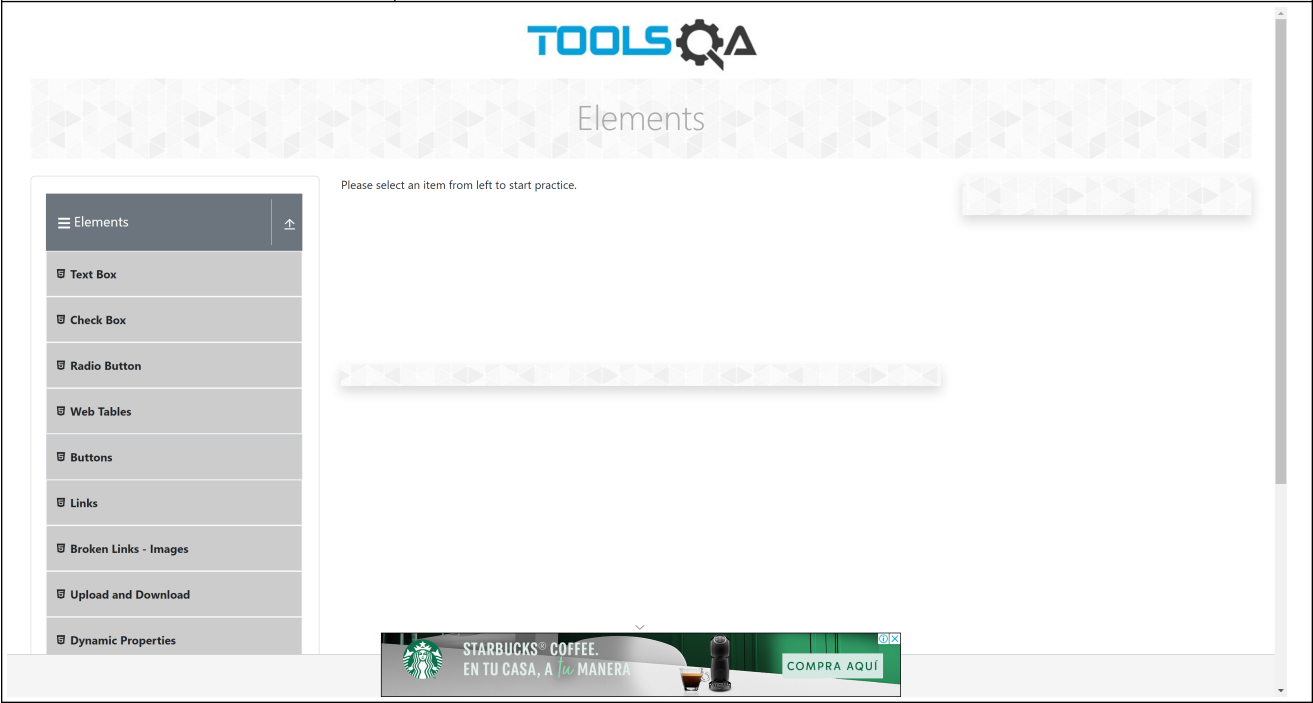 TOOLSQA
Elements
Elements
Text Box
Check Box
Radio Button
Web Tables
Buttons
Links
Broken Links - Images
Upload and Download
Dynamic Properties
Please select an item from left to start practice.
STARBUCKS® COFFEE.
EN TU CASA, A tu MANERA
COMPRA AQUÍ